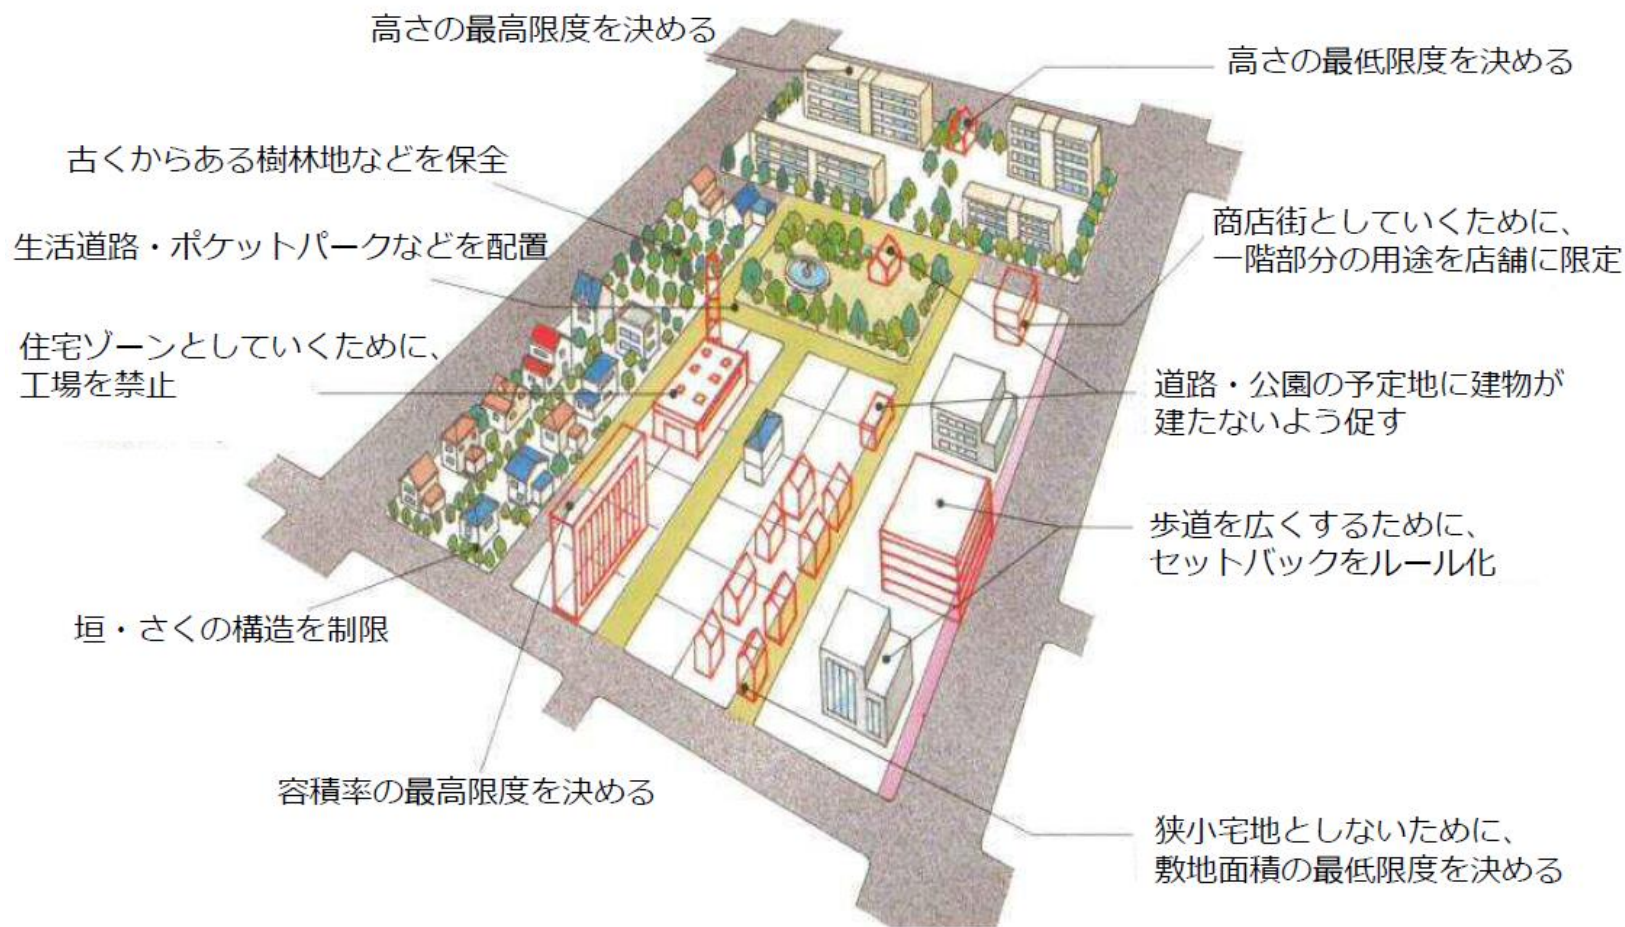 高さの最高限度を決める
高さの最低限度を決める
古くからある樹林地などを保全
生活道路・ポケットパークなどを配置
商店街としていくために、
一階部分の用途を店舗に限定
住宅ゾーンとしていくために、
工場を禁止
道路・公園の予定地に建物が
建たないよう促す
歩道を広くするために、
セットバックをルール化
垣・さくの構造を制限
容積率の最高限度を決める
狭小宅地としないために、
敷地面積の最低限度を決める